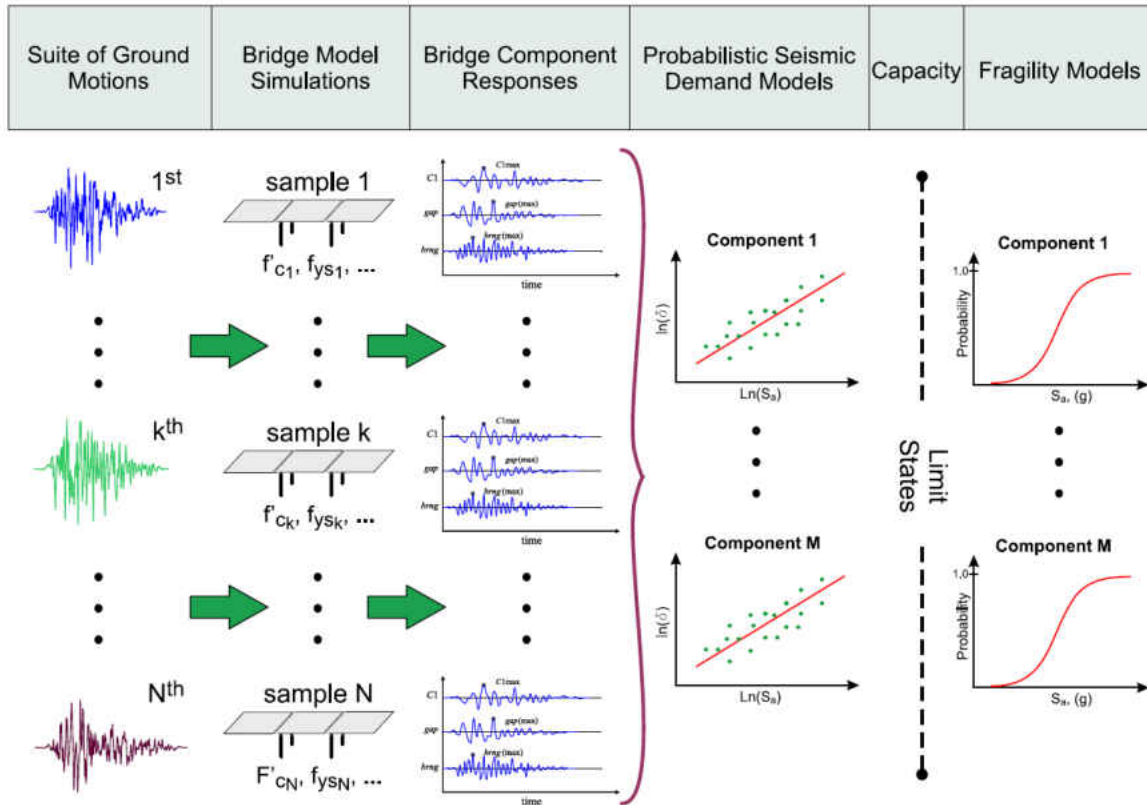 Suite of Ground
Motions
Bridge Model
Simulations
Bridge Component
Responses
Probabilistic Seismic
Demand Models
Capacity
Fragility Models
1st
sample 1
f'c1, fys1, ...
C1
C1max
gap
gap(max)
brng
brng(max)
time
kth
sample k
f'ck, fysk, ...
C1
C1max
gap
gap(max)
brng
brng(max)
time
Nth
sample N
F'cN, fysN, ...
C1
C1max
gap
gap(max)
brng
brng(max)
time
Component 1
ln(δ)
Ln(Sa)
Component M
ln(δ)
Ln(Sa)
Limit
States
Component 1
1.0
Probability
Sa, (g)
Component M
1.0
Probability
Sa, (g)